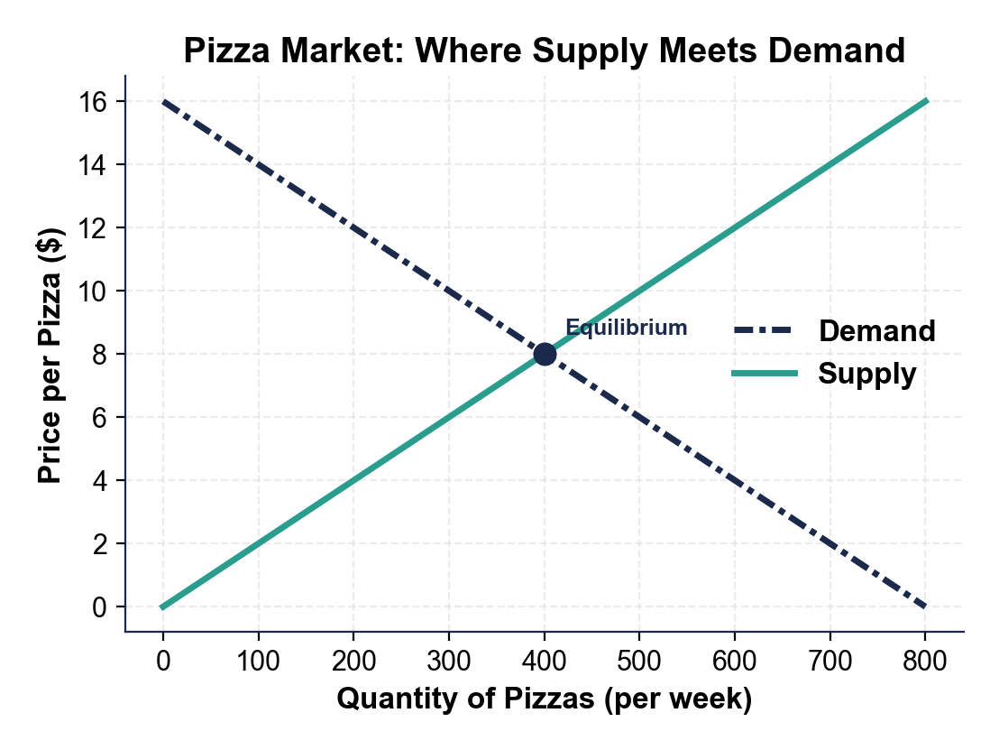 Pizza Market: Where Supply Meets Demand
16
14
12
10
8
6
4
2
0
Price per Pizza ($)
Equilibrium
Demand
Supply
0 100 200 300 400 500 600 700 800
Quantity of Pizzas (per week)